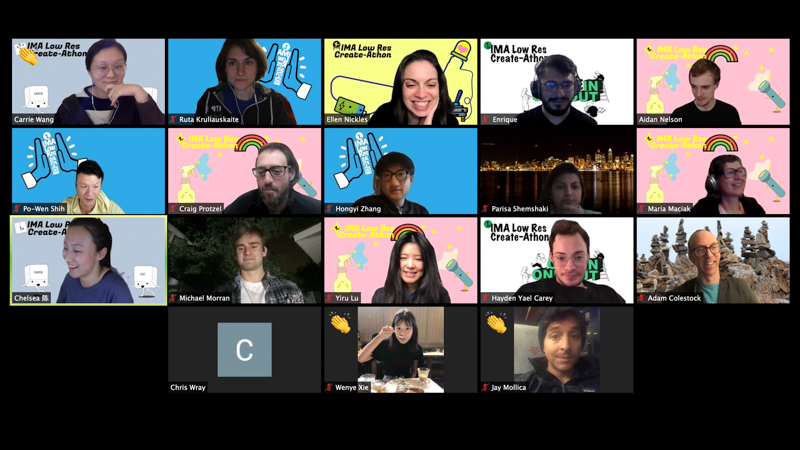 IMA Low Res
Create-Athon
Carrie Wang
Ruta Kruliauskaite
IMA Low Res
Create-Athon
Ellen Nickles
IMA Low Res
Create-Athon
Enrique
IMA Low Res
Create-Athon
Aidan Nelson
Po-Wen Shih
IMA Low Res
Create-Athon
Craig Protzel
Hongyi Zhang
Parisa Shemshaki
IMA Low Res
Create-Athon
Maria Maciak
IMA Low Res
Create-Athon
Chelsea 陈
Michael Morran
IMA Low Res
Create-Athon
Yiru Lu
IMA Low Res
Create-Athon
Hayden Yael Carey
Adam Colestock
C
Chris Wray
Wenye Xie
Jay Mollica